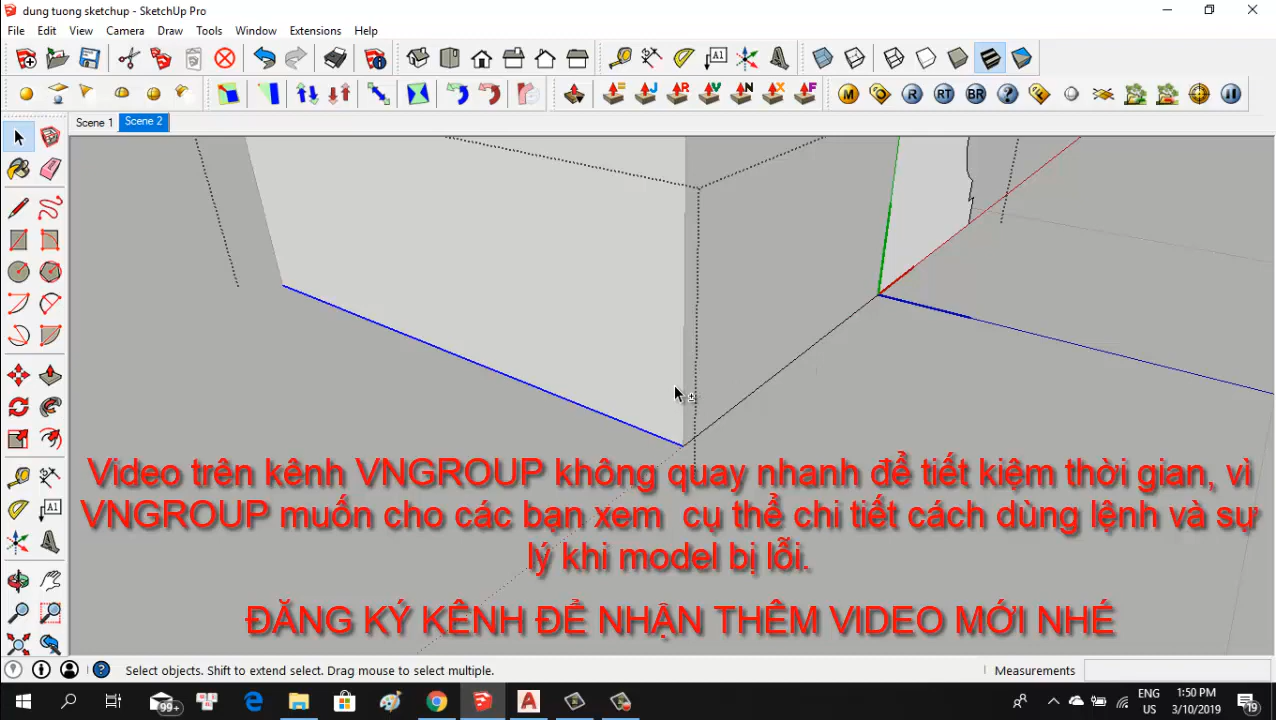 dung tuong sketchup - SketchUp Pro
File Edit View Camera Draw Tools Window Extensions Help
Scene 1 Scene 2
Video trên kênh VNGROUP không quay nhanh để tiết kiệm thời gian, vì
VNGROUP muốn cho các bạn xem cụ thể chi tiết cách dùng lệnh và sự
lý khi model bị lỗi.
ĐĂNG KÝ KÊNH ĐỂ NHẬN THÊM VIDEO MỚI NHÉ
Select objects. Shift to extend select. Drag mouse to select multiple. Measurements
99+
ENG 1:50 PM
US 3/10/2019 19